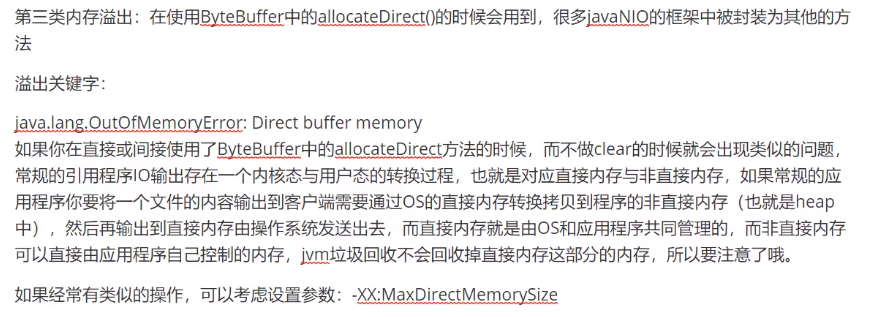 第三类内存溢出：在使用ByteBuffer中的allocateDirect()的时候会用到，很多javaNIO的框架中被封装为其他的方
法
溢出关键字：
java.lang.OutOfMemoryError: Direct buffer memory
如果你在直接或间接使用了ByteBuffer中的allocateDirect方法的时候，而不做clear的时候就会出现类似的问题，
常规的引用程序IO输出存在一个内核态与用户态的转换过程，也就是对应直接内存与非直接内存，如果常规的应
用程序你要将一个文件的内容输出到客户端需要通过OS的直接内存转换拷贝到程序的非直接内存（也就是heap
中），然后再输出到直接内存由操作系统发送出去，而直接内存就是由OS和应用程序共同管理的，而非直接内存
可以直接由应用程序自己控制的内存，jvm垃圾回收不会回收掉直接内存这部分的内存，所以要注意了哦。
如果经常有类似的操作，可以考虑设置参数：-XX:MaxDirectMemorySize